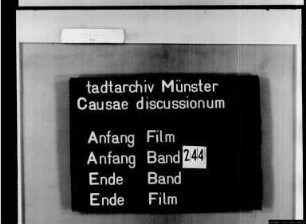 tadtarchiv Münster
Causae discussionum
Anfang Film
Anfang Band 244
Ende Band
Ende Film